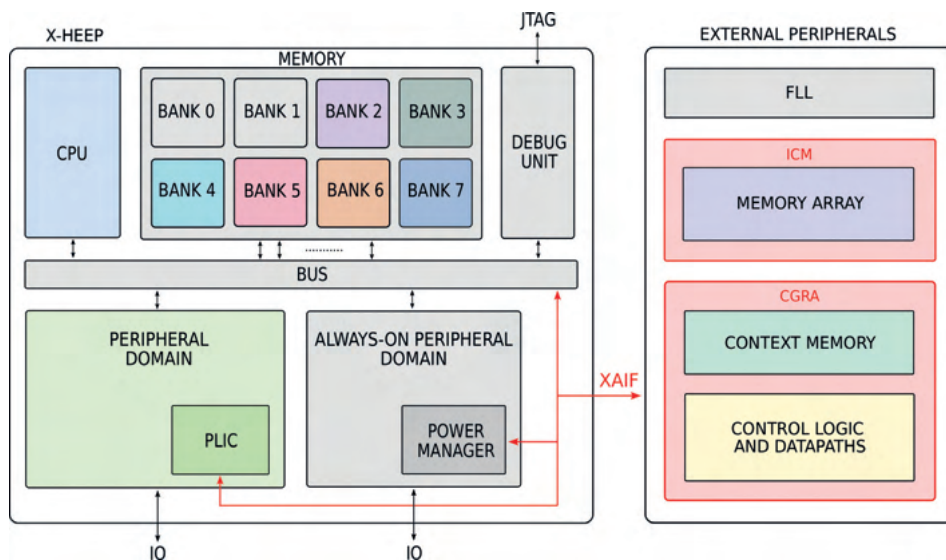 X-HEEP
JTAG
EXTERNAL PERIPHERALS
MEMORY
CPU
BANK 0
BANK 1
BANK 2
BANK 3
BANK 4
BANK 5
BANK 6
BANK 7
DEBUG
UNIT
BUS
PERIPHERAL
DOMAIN
PLIC
ALWAYS-ON PERIPHERAL
DOMAIN
POWER
MANAGER
IO
IO
XAIF
FLL
ICM
MEMORY ARRAY
CGRA
CONTEXT MEMORY
CONTROL LOGIC
AND DATAPATHS